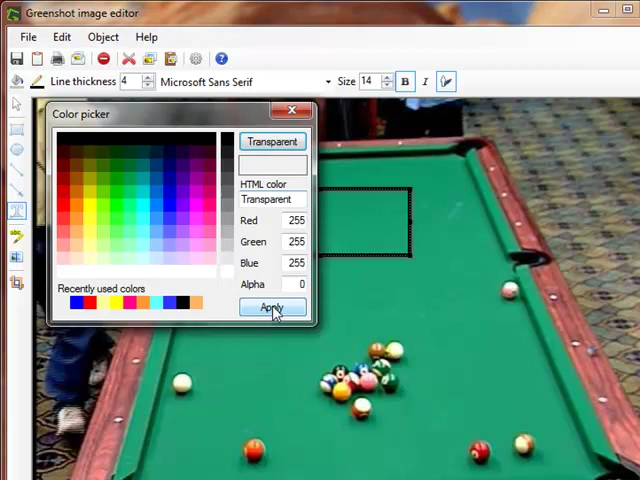 Greenshot image editor
File Edit Object Help
Line thickness 4 Microsoft Sans Serif Size 14 B I
Color picker
Transparent
HTML color
Transparent
Red 255
Green 255
Blue 255
Alpha 0
Recently used colors
Apply